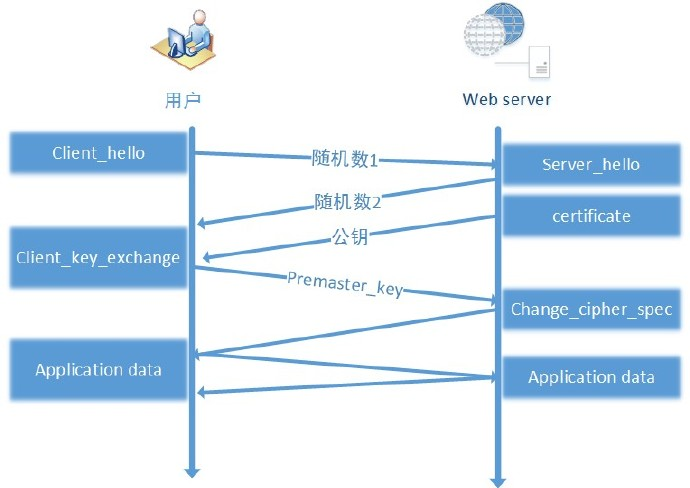 用户
Web server
Client_hello
随机数1
Server_hello
随机数2
certificate
公钥
Client_key_exchange
Premaster_key
Change_cipher_spec
Application data
Application data